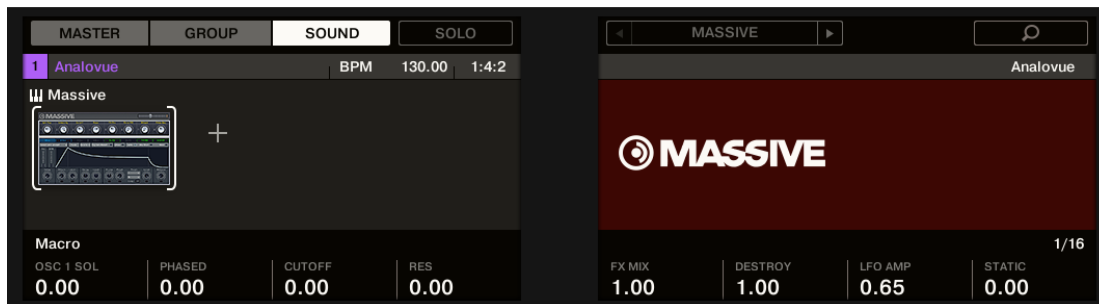 MASTER GROUP SOUND SOLO
1 Analovue BPM 130.00 1:4:2
Massive
MASSIVE
+
Macro
OSC 1 SOL PHASED CUTOFF RES
0.00 0.00 0.00 0.00
MASSIVE
Analovue
MASSIVE
1/16
FX MIX DESTROY LFO AMP STATIC
1.00 1.00 0.65 0.00